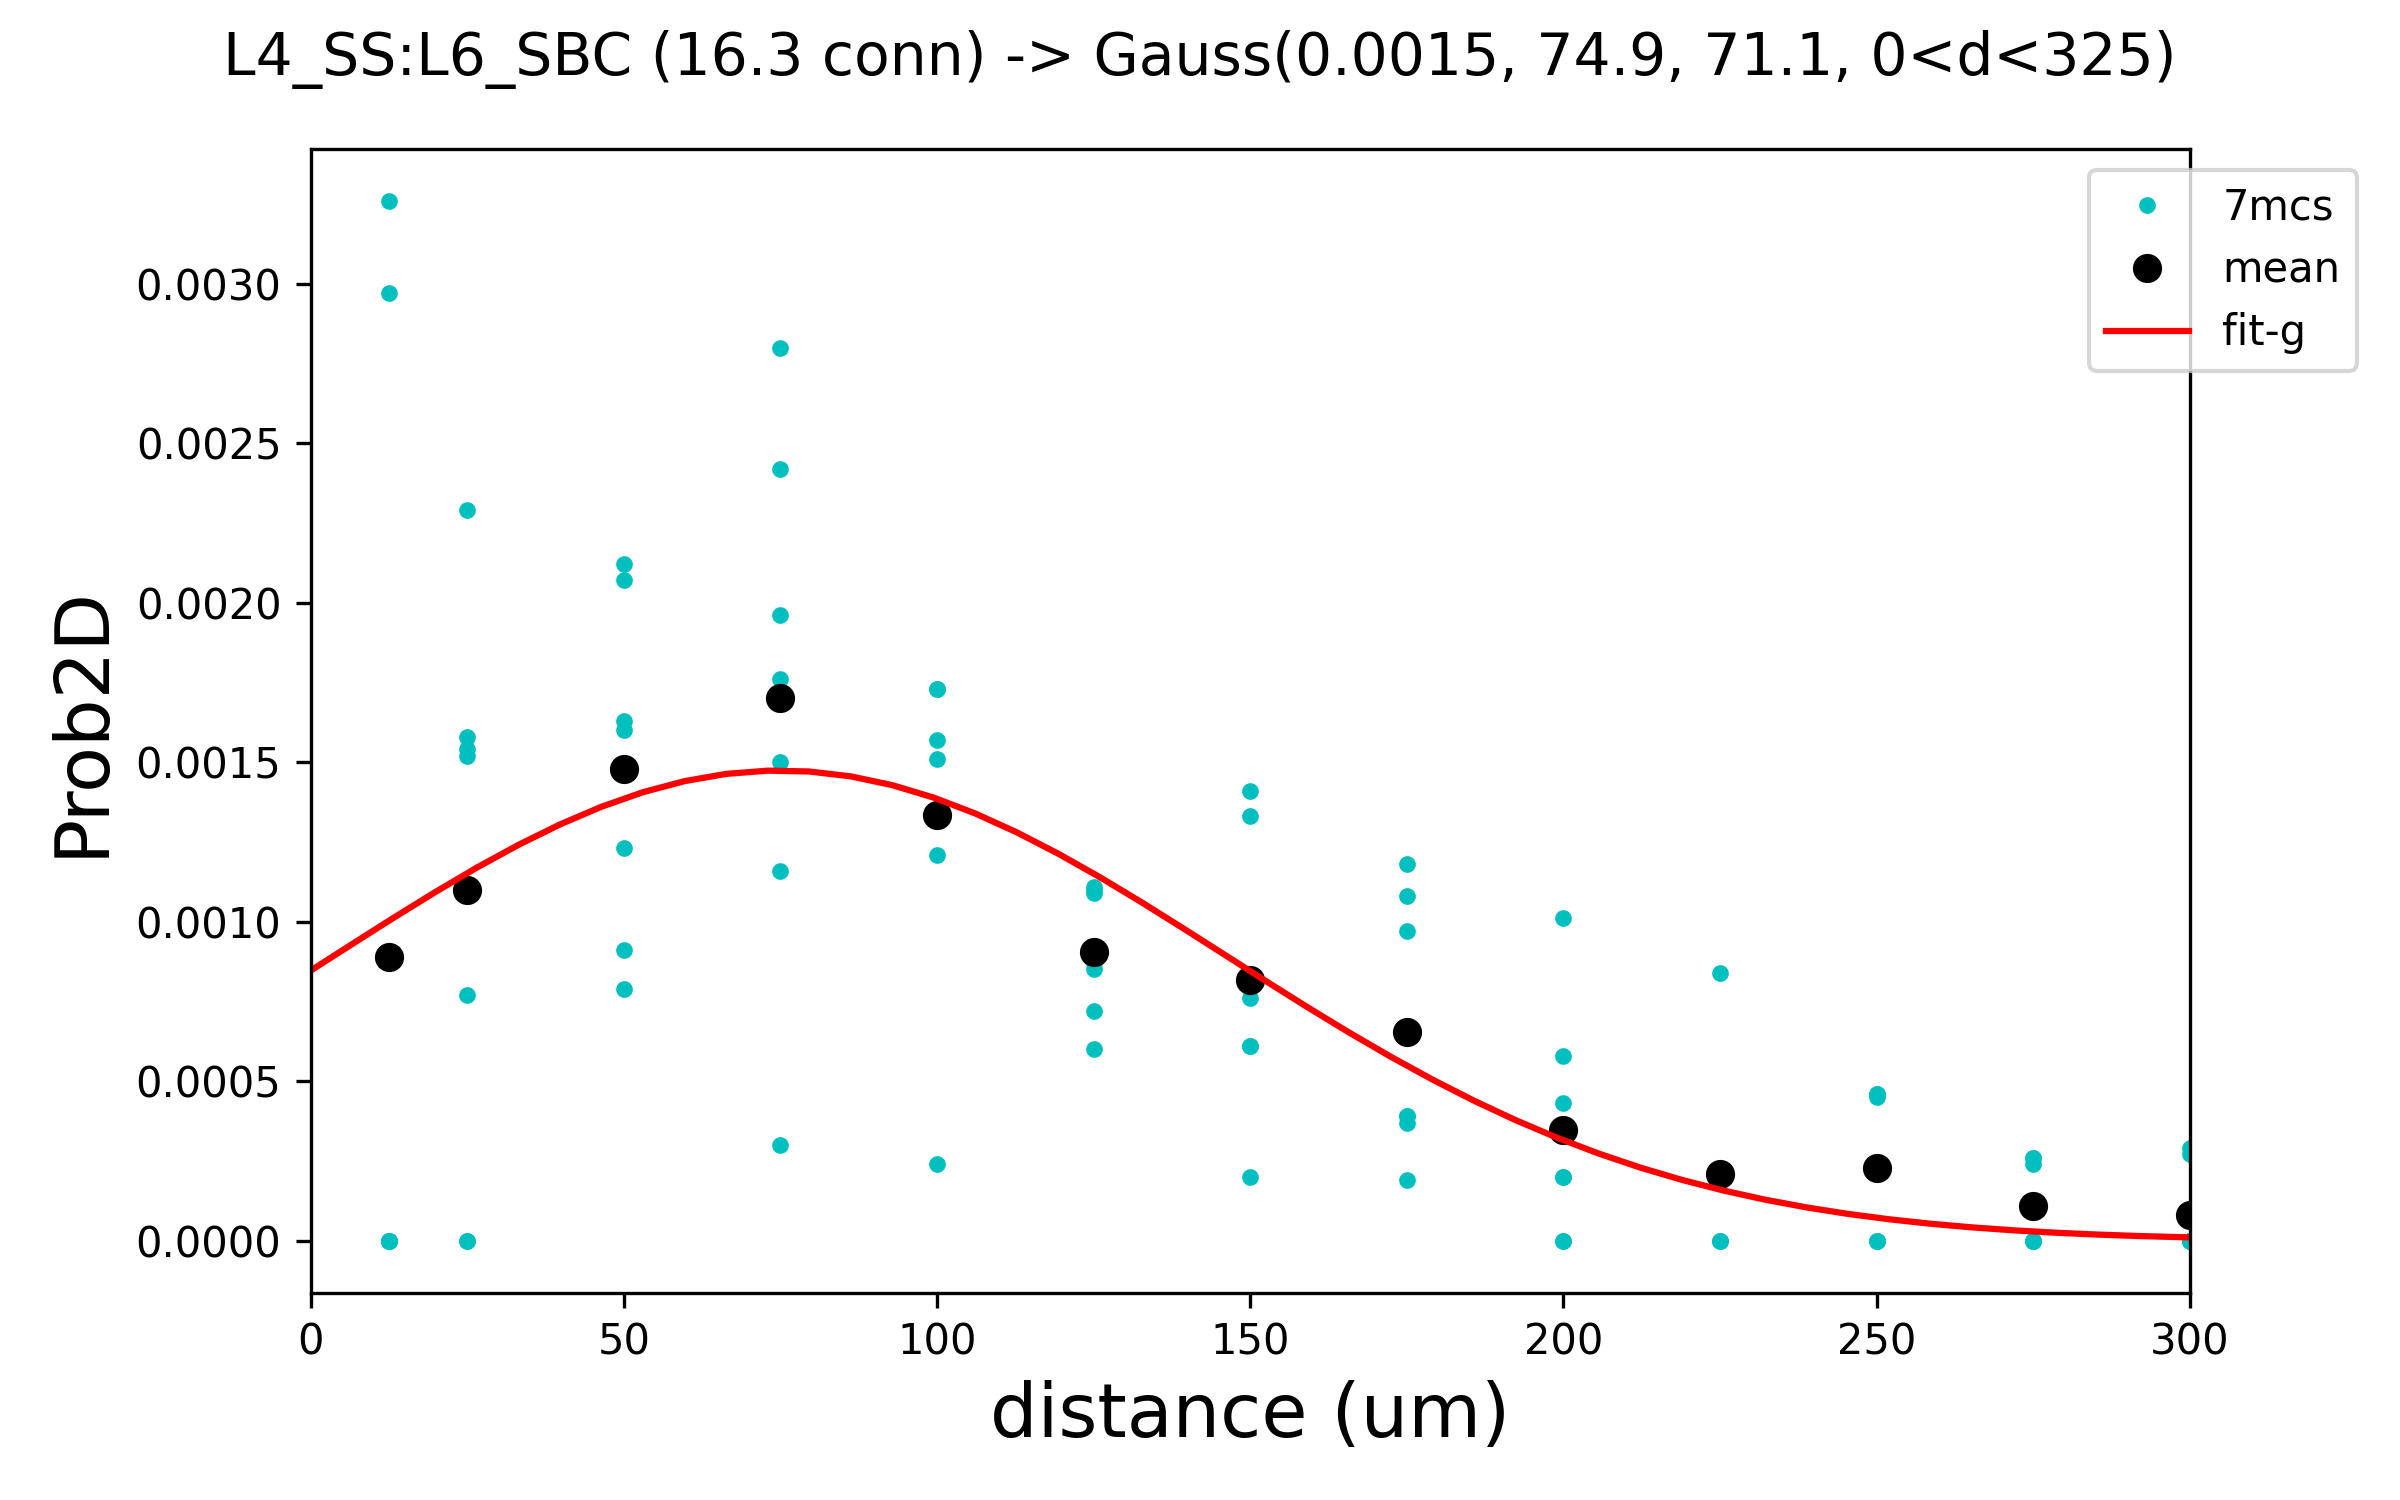 L4_SS:L6_SBC (16.3 conn) -> Gauss(0.0015, 74.9, 71.1, 0<d<325)
7mcs
mean
fit-g
Prob2D
0.0030
0.0025
0.0020
0.0015
0.0010
0.0005
0.0000
0 50 100 150 200 250 300
distance (um)